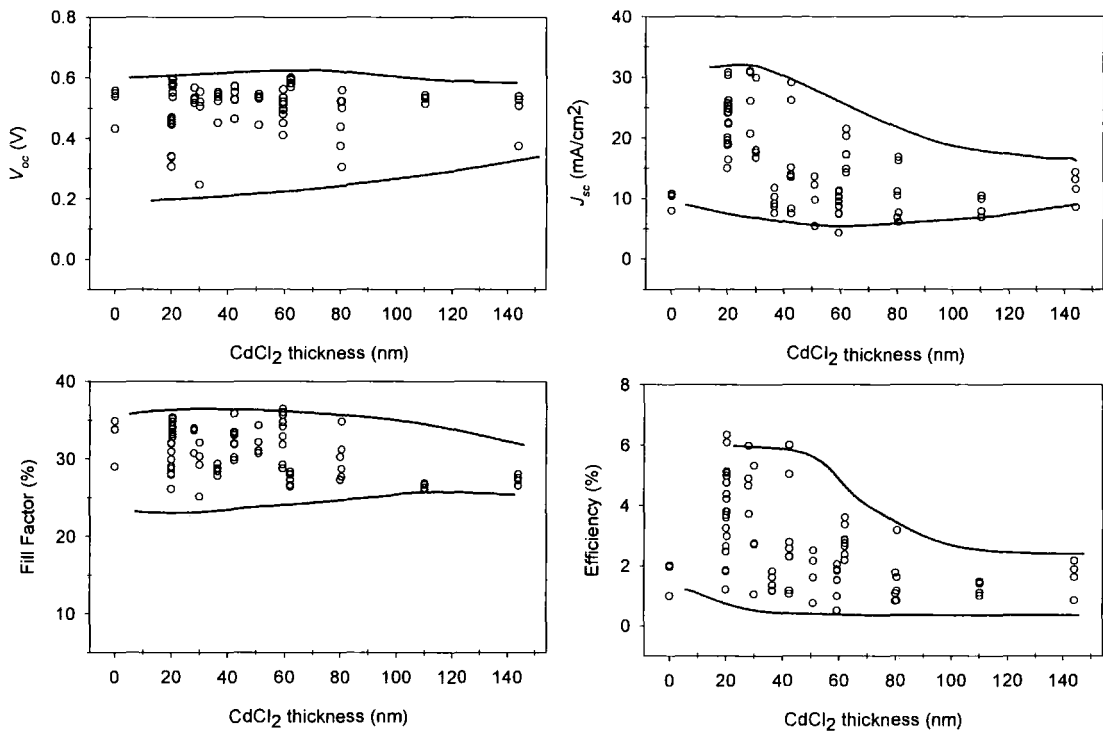 0.8
0.6
0.4
0.2
0.0
V_oc (V)
0 20 40 60 80 100 120 140
CdCl2 thickness (nm)
40
30
20
10
0
J_sc (mA/cm2)
0 20 40 60 80 100 120 140
CdCl2 thickness (nm)
40
30
20
10
Fill Factor (%)
0 20 40 60 80 100 120 140
CdCl2 thickness (nm)
8
6
4
2
0
Efficiency (%)
0 20 40 60 80 100 120 140
CdCl2 thickness (nm)